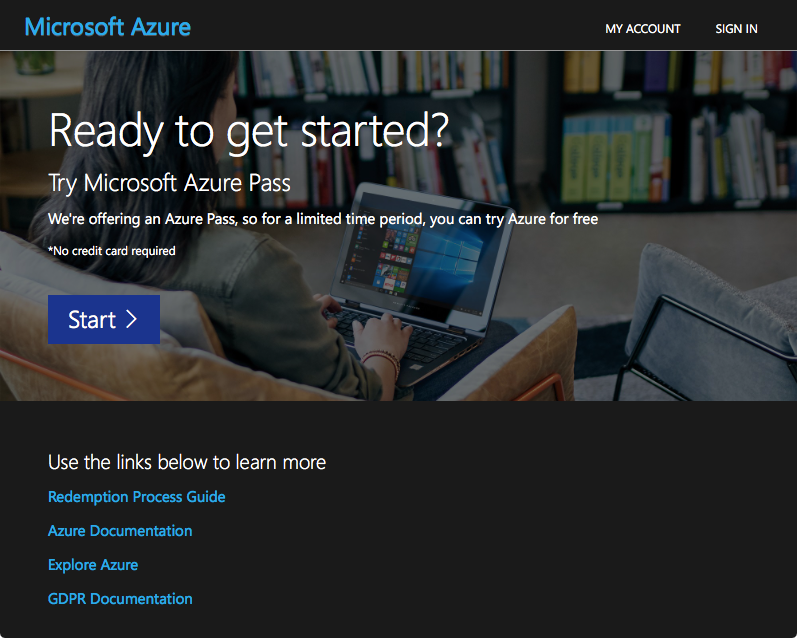 Microsoft Azure
MY ACCOUNT
SIGN IN
Ready to get started?
Try Microsoft Azure Pass
We're offering an Azure Pass, so for a limited time period, you can try Azure for free
*No credit card required
Start
Use the links below to learn more
Redemption Process Guide
Azure Documentation
Explore Azure
GDPR Documentation